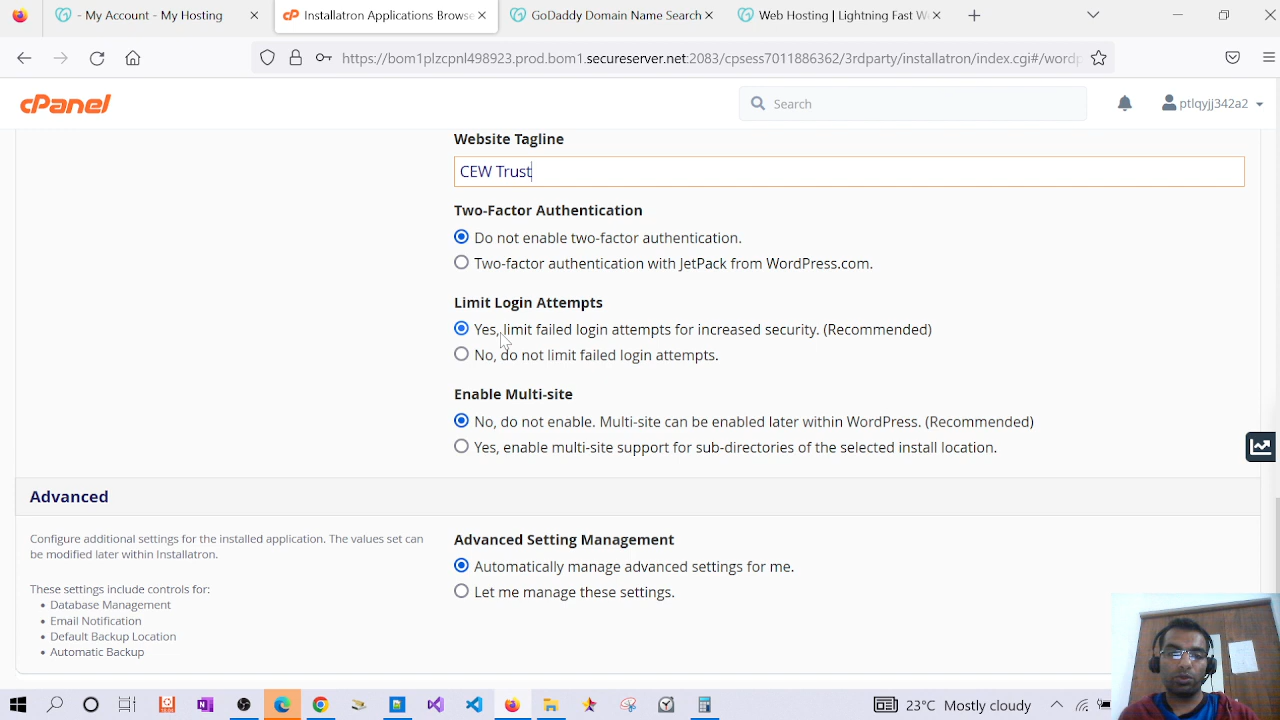 - My Account - My Hosting
Installatron Applications Browse
GoDaddy Domain Name Search
Web Hosting | Lightning Fast W
https://bom1plzcpnl498923.prod.bom1.secureserver.net:2083/cpsess7011886362/3rdparty/installatron/index.cgi#/wordp
cPanel
Search
ptlqyjj342a2
Website Tagline
CEW Trust
Two-Factor Authentication
Do not enable two-factor authentication.
Two-factor authentication with JetPack from WordPress.com.
Limit Login Attempts
Yes, limit failed login attempts for increased security. (Recommended)
No, do not limit failed login attempts.
Enable Multi-site
No, do not enable. Multi-site can be enabled later within WordPress. (Recommended)
Yes, enable multi-site support for sub-directories of the selected install location.
Advanced
Configure additional settings for the installed application. The values set can
be modified later within Installatron.
These settings include controls for:
• Database Management
• Email Notification
• Default Backup Location
• Automatic Backup
Advanced Setting Management
Automatically manage advanced settings for me.
Let me manage these settings.
23°C Mostly cloudy